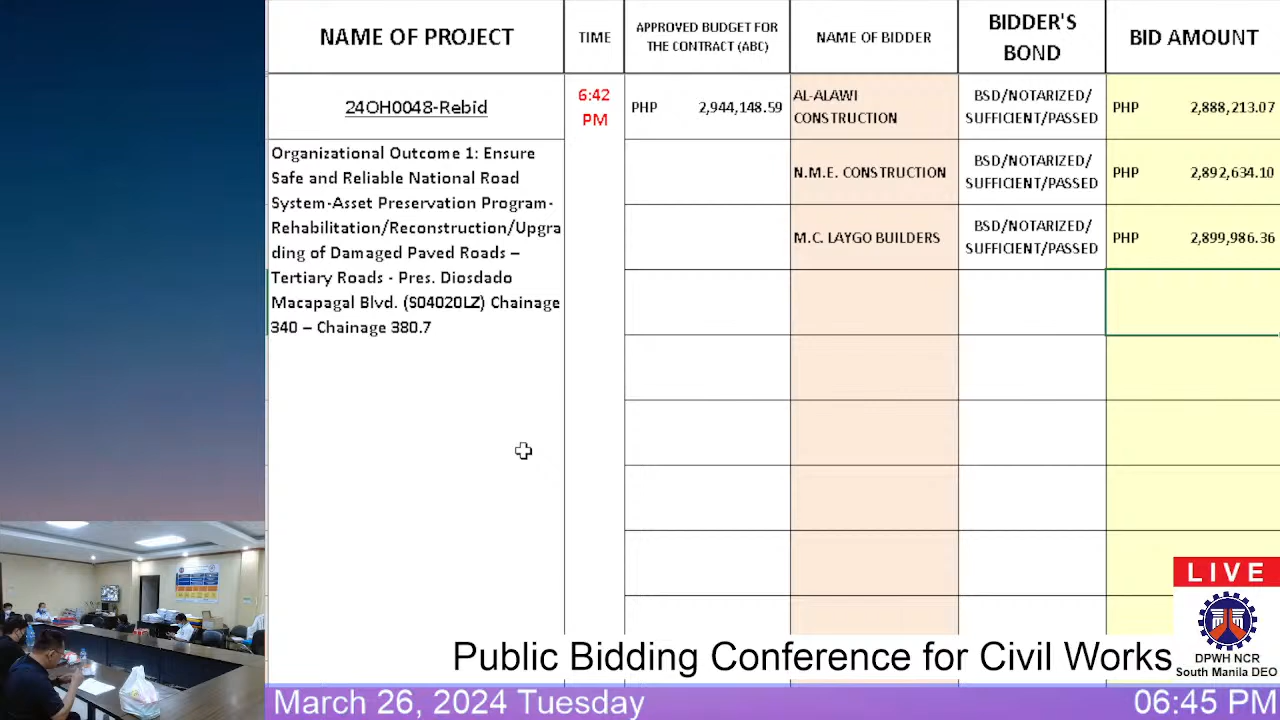 NAME OF PROJECT
TIME
APPROVED BUDGET FOR
THE CONTRACT (ABC)
NAME OF BIDDER
BIDDER'S
BOND
BID AMOUNT
24OH0048-Rebid
6:42
PM
PHP 2,944,148.59
AL-ALAWI
CONSTRUCTION
BSD/NOTARIZED/
SUFFICIENT/PASSED
PHP 2,888,213.07
Organizational Outcome 1: Ensure
Safe and Reliable National Road
System-Asset Preservation Program-
Rehabilitation/Reconstruction/Upgra
ding of Damaged Paved Roads –
Tertiary Roads - Pres. Diosdado
Macapagal Blvd. (S04020LZ) Chainage
340 – Chainage 380.7
N.M.E. CONSTRUCTION
BSD/NOTARIZED/
SUFFICIENT/PASSED
PHP 2,892,634.10
M.C. LAYGO BUILDERS
BSD/NOTARIZED/
SUFFICIENT/PASSED
PHP 2,899,986.36
LIVE
DPWH NCR
South Manila DEO
Public Bidding Conference for Civil Works
March 26, 2024 Tuesday
06:45 PM